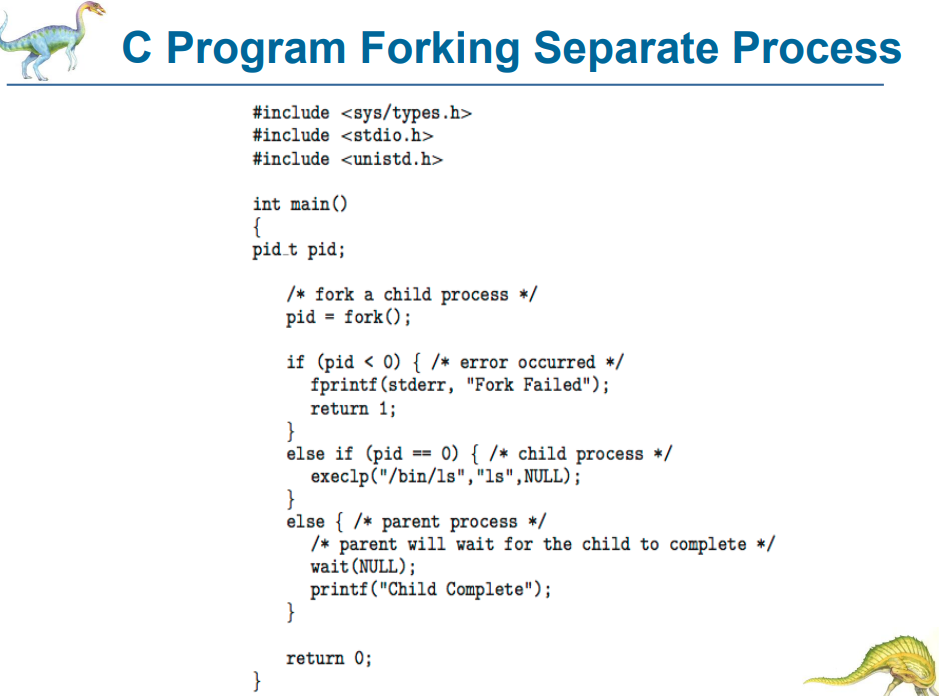 C Program Forking Separate Process
#include <sys/types.h>
#include <stdio.h>
#include <unistd.h>
int main()
{
pid_t pid;
/* fork a child process */
pid = fork();
if (pid < 0) { /* error occurred */
fprintf(stderr, "Fork Failed");
return 1;
}
else if (pid == 0) { /* child process */
execlp("/bin/ls","ls",NULL);
}
else { /* parent process */
/* parent will wait for the child to complete */
wait(NULL);
printf("Child Complete");
}
return 0;
}